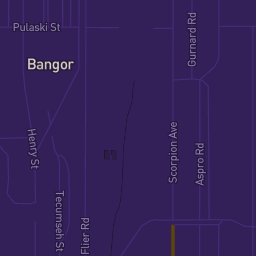 Pulaski St
Gurnard Rd
Bangor
Henry St
Scorpion Ave
Aspro Rd
Tecumseh St
Flier Rd